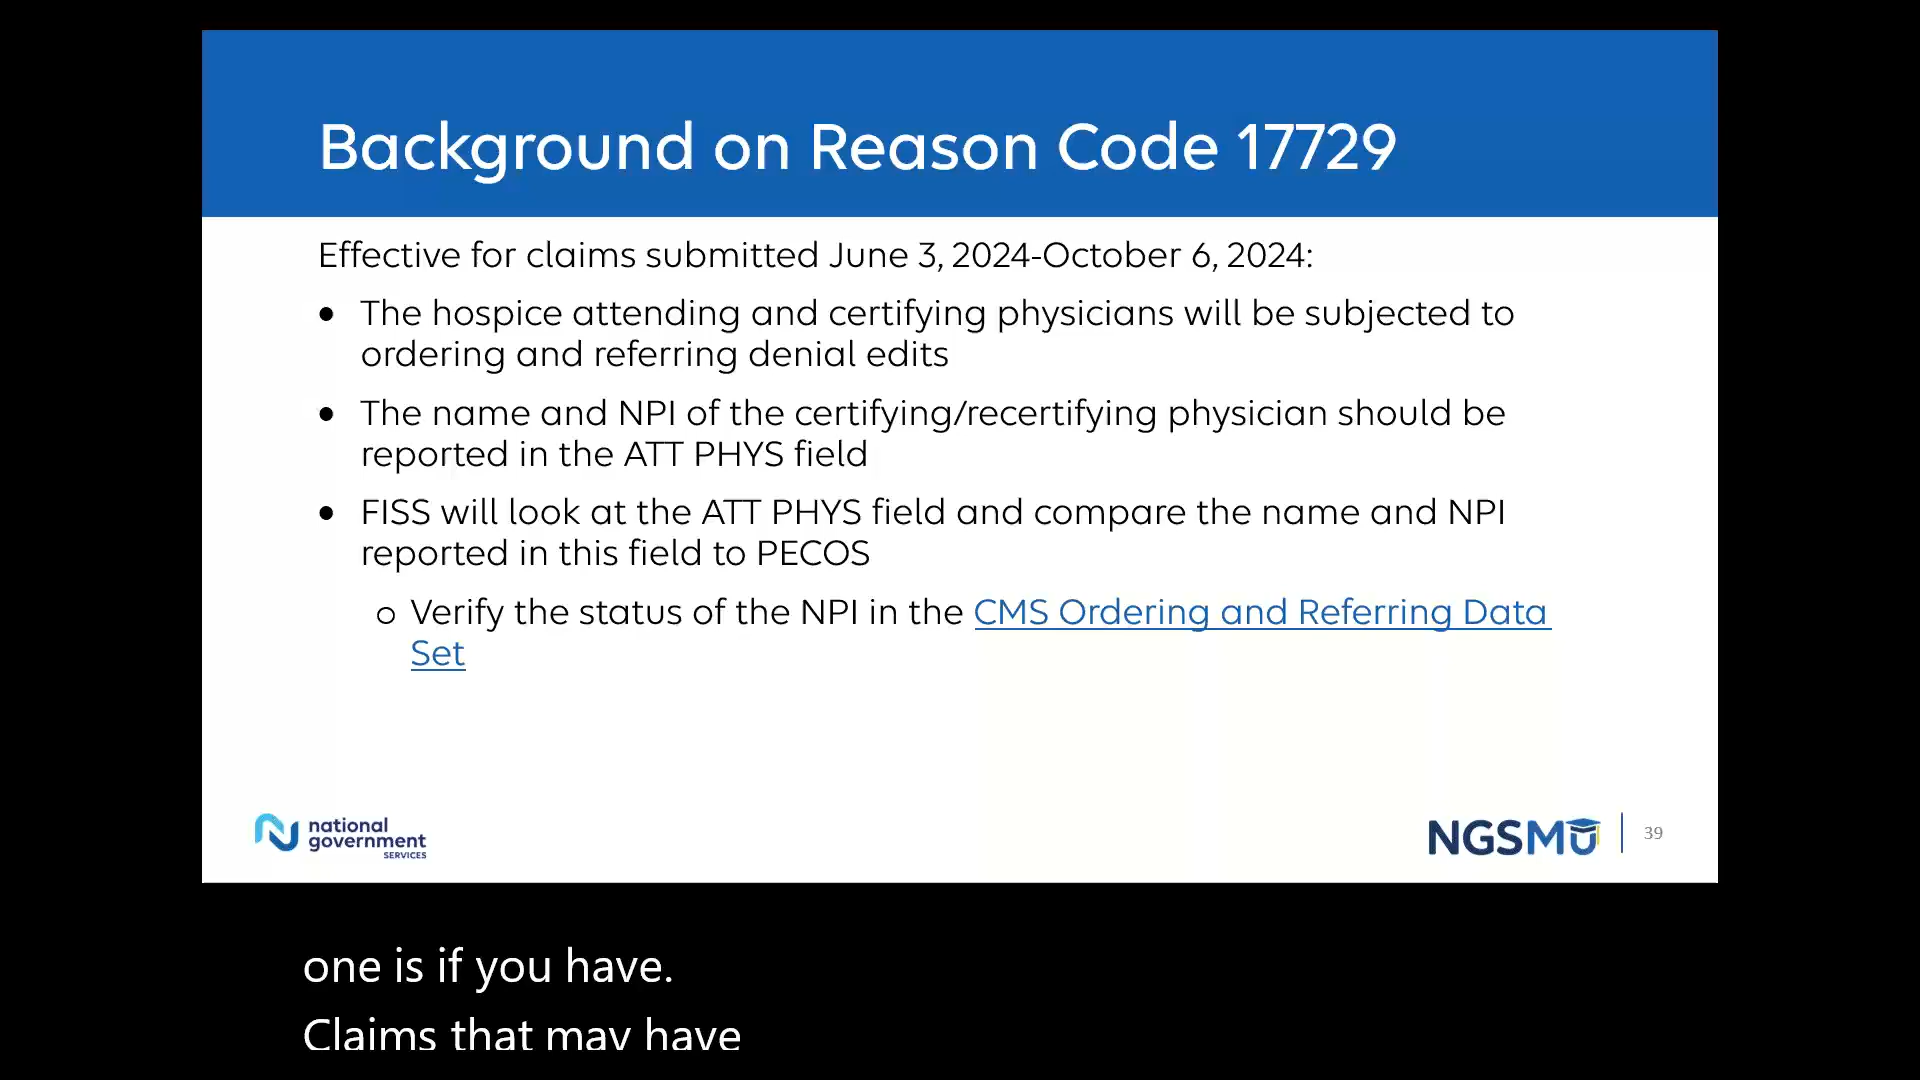 Background on Reason Code 17729
Effective for claims submitted June 3, 2024-October 6, 2024:
• The hospice attending and certifying physicians will be subjected to
ordering and referring denial edits
• The name and NPI of the certifying/recertifying physician should be
reported in the ATT PHYS field
• FISS will look at the ATT PHYS field and compare the name and NPI
reported in this field to PECOS
o Verify the status of the NPI in the CMS Ordering and Referring Data
Set
national
government
SERVICES
NGSMU
39
one is if you have.
Claims that may have